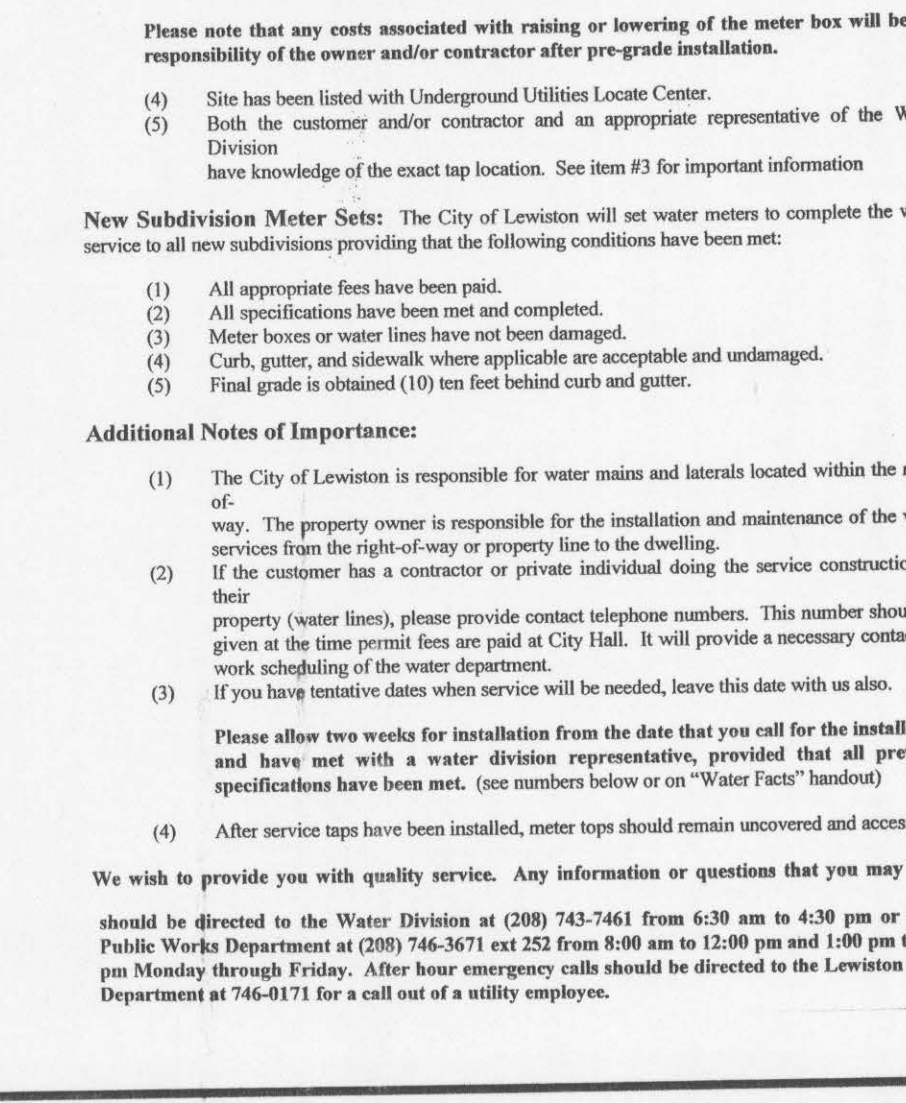 Please note that any costs associated with raising or lowering of the meter box will be
responsibility of the owner and/or contractor after pre-grade installation.
(4) Site has been listed with Underground Utilities Locate Center.
(5) Both the customer and/or contractor and an appropriate representative of the
Division
have knowledge of the exact tap location. See item #3 for important information
New Subdivision Meter Sets: The City of Lewiston will set water meters to complete the
service to all new subdivisions providing that the following conditions have been met:
(1) All appropriate fees have been paid.
(2) All specifications have been met and completed.
(3) Meter boxes or water lines have not been damaged.
(4) Curb, gutter, and sidewalk where applicable are acceptable and undamaged.
(5) Final grade is obtained (10) ten feet behind curb and gutter.
Additional Notes of Importance:
(1) The City of Lewiston is responsible for water mains and laterals located within the
of-
way. The property owner is responsible for the installation and maintenance of the
services from the right-of-way or property line to the dwelling.
(2) If the customer has a contractor or private individual doing the service constructio
their
property (water lines), please provide contact telephone numbers. This number shou
given at the time permit fees are paid at City Hall. It will provide a necessary conta
work scheduling of the water department.
(3) If you have tentative dates when service will be needed, leave this date with us also.
Please allow two weeks for installation from the date that you call for the install
and have met with a water division representative, provided that all pre
specifications have been met. (see numbers below or on "Water Facts" handout)
(4) After service taps have been installed, meter tops should remain uncovered and acces
We wish to provide you with quality service. Any information or questions that you may
should be directed to the Water Division at (208) 743-7461 from 6:30 am to 4:30 pm or
Public Works Department at (208) 746-3671 ext 252 from 8:00 am to 12:00 pm and 1:00 pm t
pm Monday through Friday. After hour emergency calls should be directed to the Lewiston
Department at 746-0171 for a call out of a utility employee.